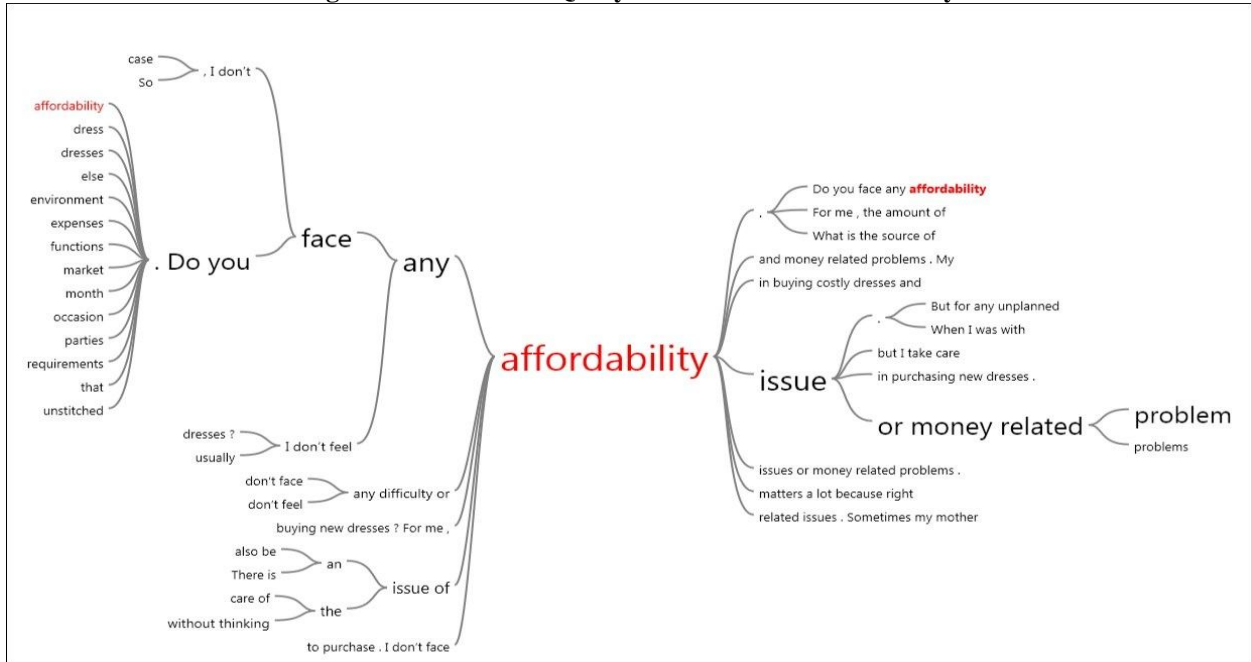 case
So
, I don't
affordability
dress
dresses
else
environment
expenses
functions
market
month
occasion
parties
requirements
that
unstitched
. Do you
face
any
dresses ?
usually
I don't feel
don't face
don't feel
any difficulty or
buying new dresses ? For me ,
also be
There is
an
care of
without thinking
the
issue of
to purchase . I don't face
affordability
.
Do you face any affordability
For me , the amount of
What is the source of
and money related problems . My
in buying costly dresses and
issue
.
But for any unplanned
When I was with
but I take care
in purchasing new dresses .
or money related
problem
problems
issues or money related problems .
matters a lot because right
related issues . Sometimes my mother